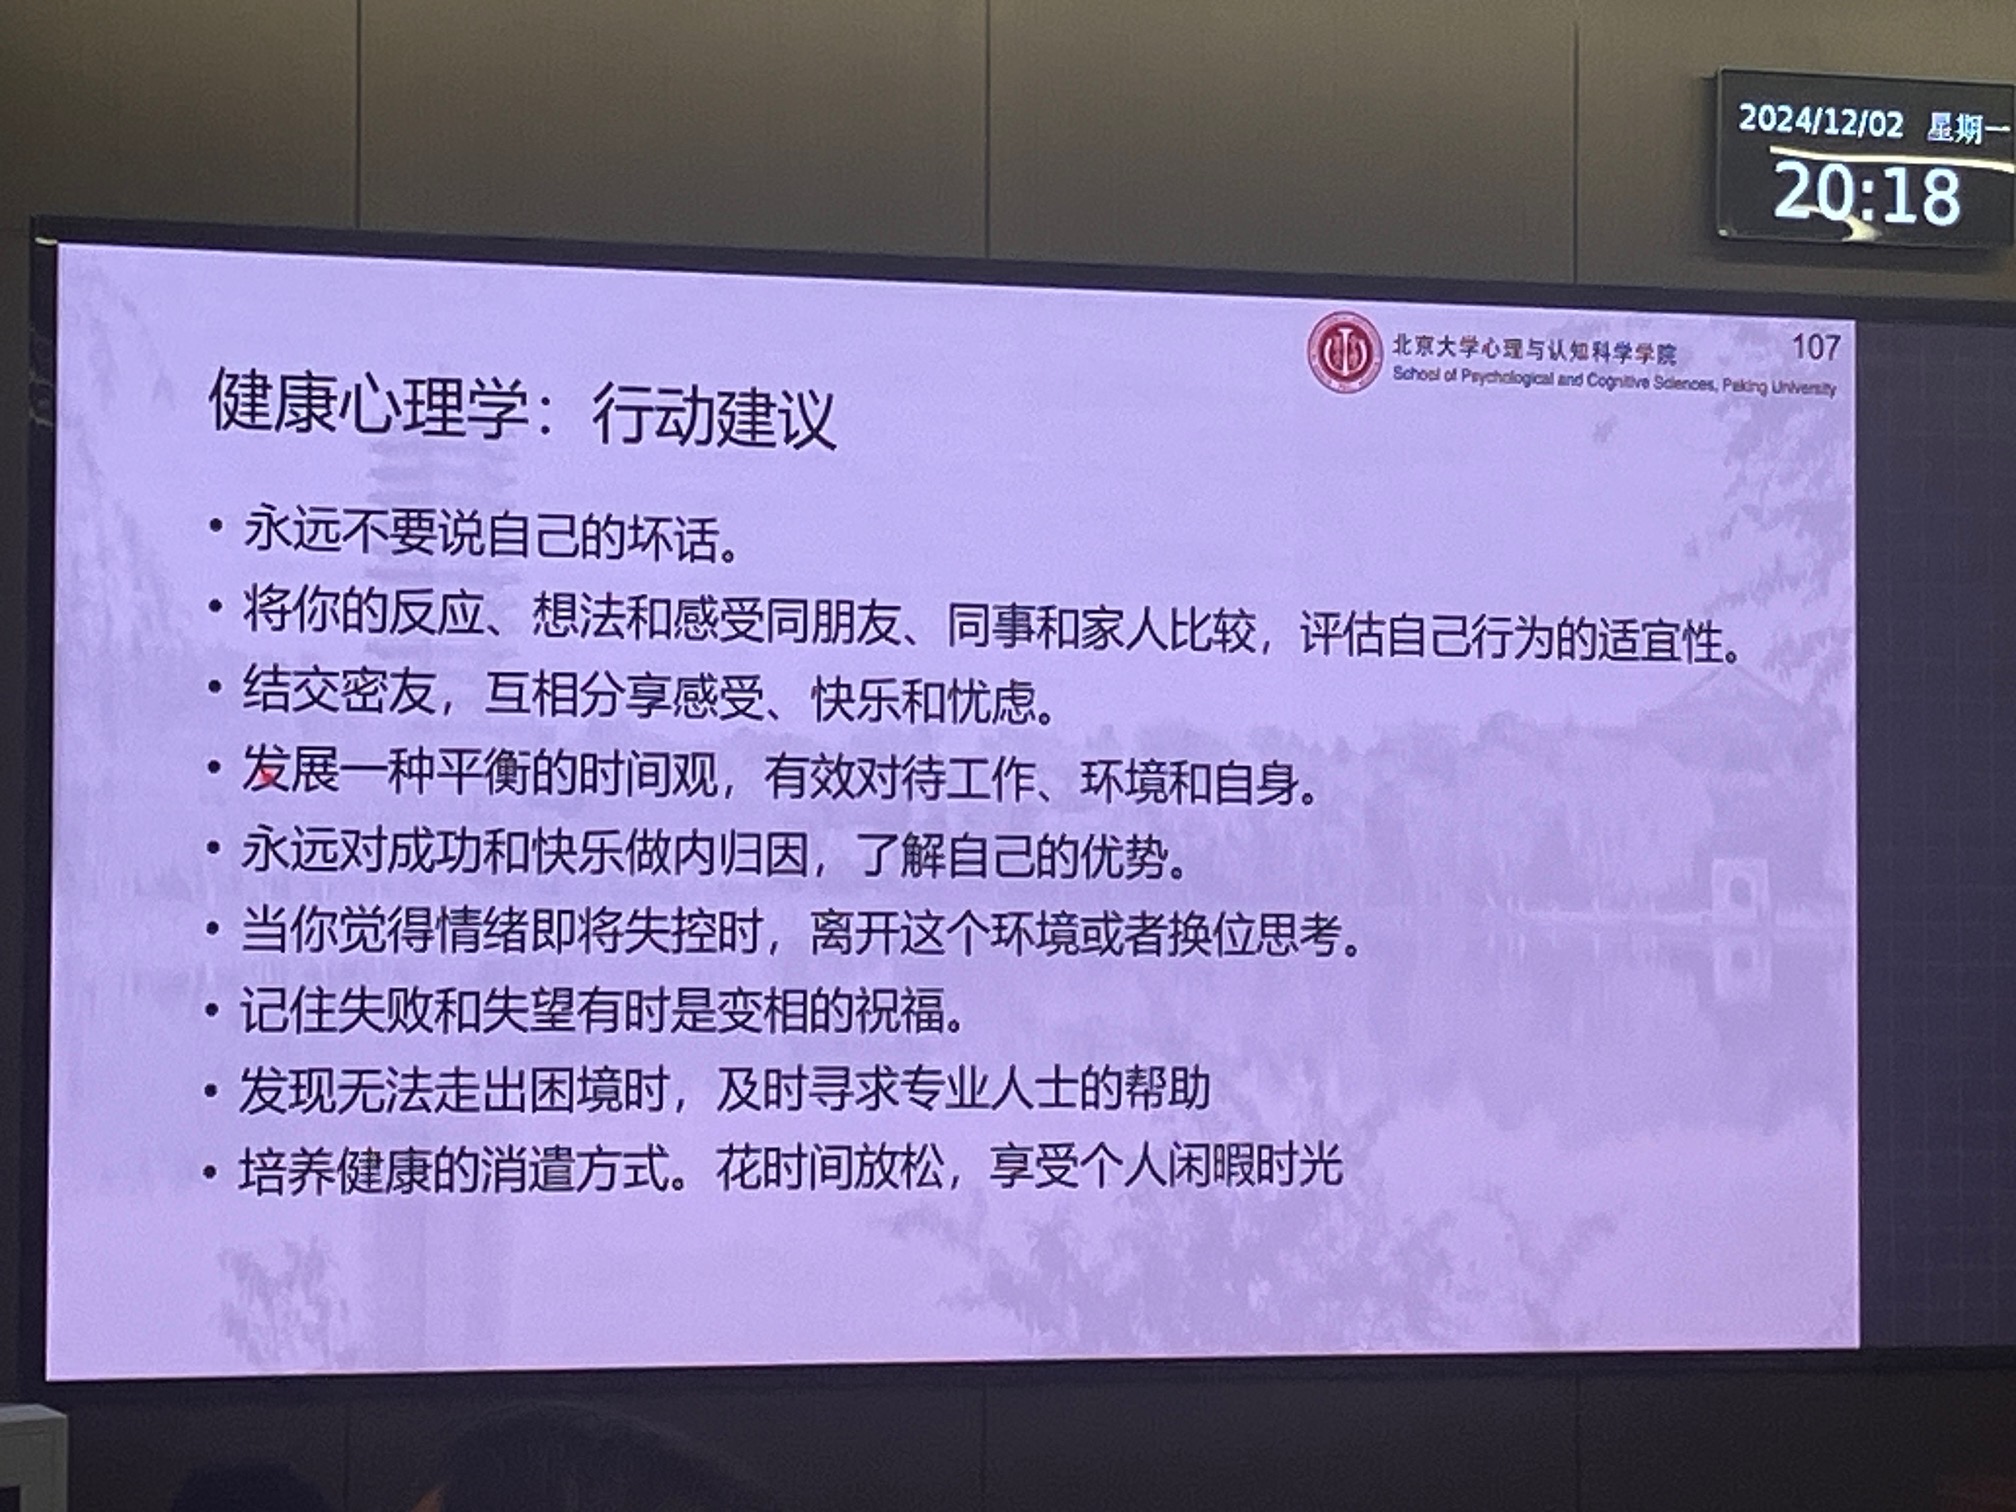 2024/12/02 星期一
20:18
北京大学心理与认知科学学院
School of Psychological and Cognitive Sciences, Peking University
107
健康心理学：行动建议
• 永远不要说自己的坏话。
• 将你的反应、想法和感受同朋友、同事和家人比较，评估自己行为的适宜性。
• 结交密友，互相分享感受、快乐和忧虑。
• 发展一种平衡的时间观，有效对待工作、环境和自身。
• 永远对成功和快乐做内归因，了解自己的优势。
• 当你觉得情绪即将失控时，离开这个环境或者换位思考。
• 记住失败和失望有时是变相的祝福。
• 发现无法走出困境时，及时寻求专业人士的帮助
• 培养健康的消遣方式。花时间放松，享受个人闲暇时光